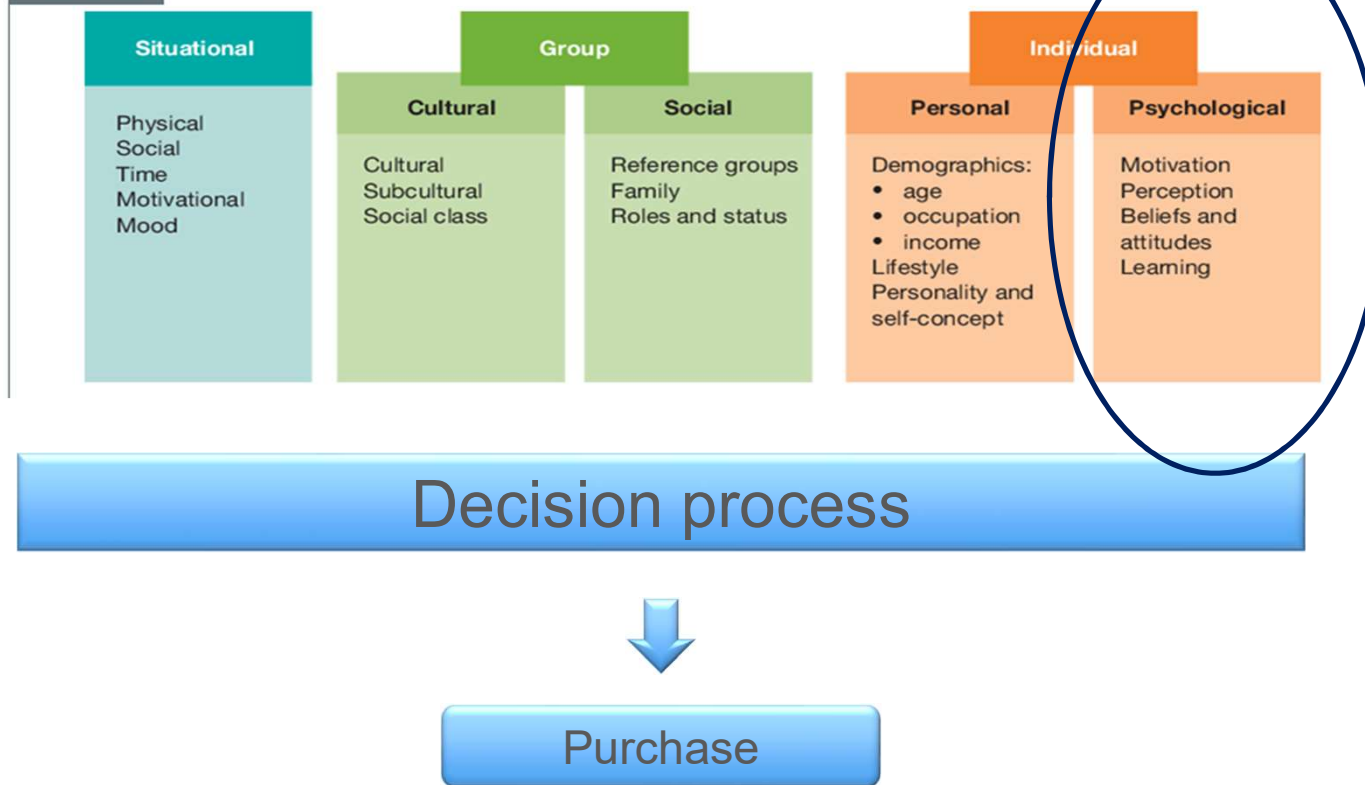 Situational
Physical
Social
Time
Motivational
Mood
Group
Cultural
Cultural
Subcultural
Social class
Social
Reference groups
Family
Roles and status
Individual
Personal
Demographics:
• age
• occupation
• income
Lifestyle
Personality and
self-concept
Psychological
Motivation
Perception
Beliefs and
attitudes
Learning
Decision process
Purchase